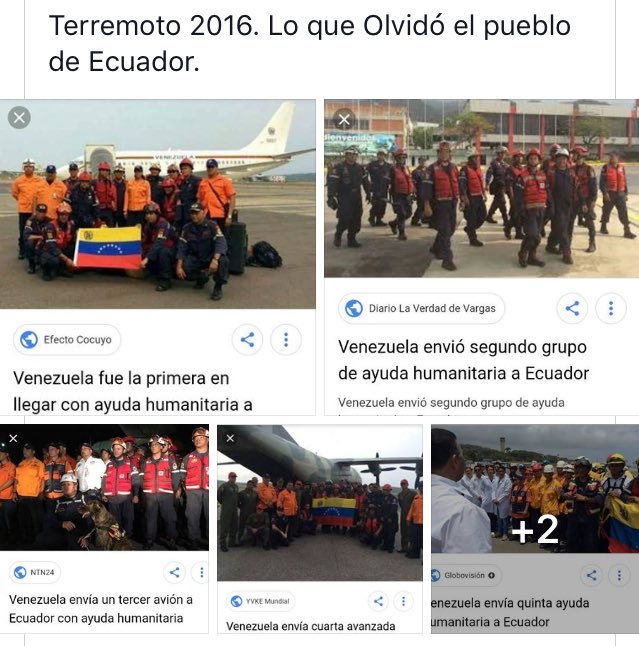 Terremoto 2016. Lo que Olvidó el pueblo
de Ecuador.
VENEZUELA
Bienvenidos
Efecto Cocuyo
Diario La Verdad de Vargas
Venezuela fue la primera en
llegar con ayuda humanitaria a
Venezuela envió segundo grupo
de ayuda humanitaria a Ecuador
Venezuela envió segundo grupo de ayuda
NTN24
Venezuela envía un tercer avión a
Ecuador con ayuda humanitaria
YVKE Mundial
Venezuela envía cuarta avanzada
+2
Globovisión
enezuela envía quinta ayuda
umanitaria a Ecuador